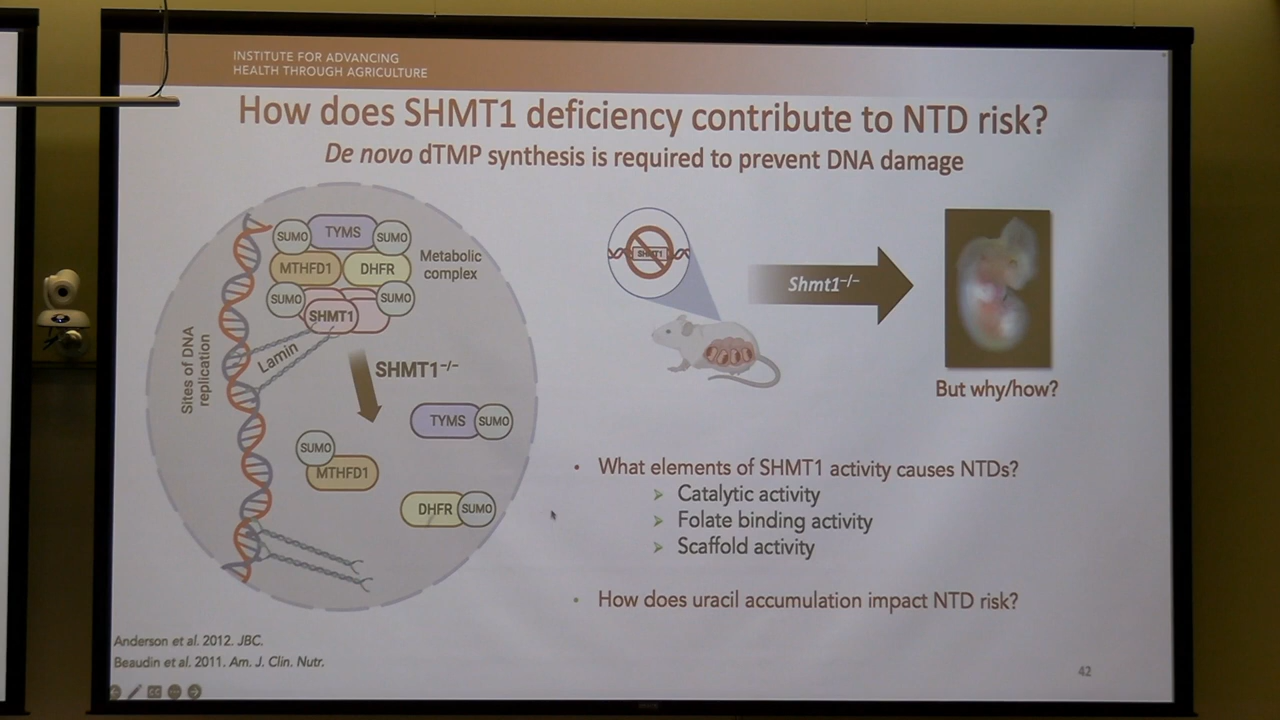 INSTITUTE FOR ADVANCING
HEALTH THROUGH AGRICULTURE
How does SHMT1 deficiency contribute to NTD risk?
De novo dTMP synthesis is required to prevent DNA damage
SUMO
TYMS
SUMO
MTHFD1
DHFR
Metabolic
complex
SUMO
SUMO
SHMT1
Lamin
Sites of DNA
replication
SHMT1⁻/⁻
TYMS
SUMO
SUMO
MTHFD1
DHFR
SUMO
SHMT1
Shmt1⁻/⁻
But why/how?
• What elements of SHMT1 activity causes NTDs?
➢ Catalytic activity
➢ Folate binding activity
➢ Scaffold activity
• How does uracil accumulation impact NTD risk?
Anderson et al. 2012. JBC.
Beaudin et al. 2011. Am. J. Clin. Nutr.
42